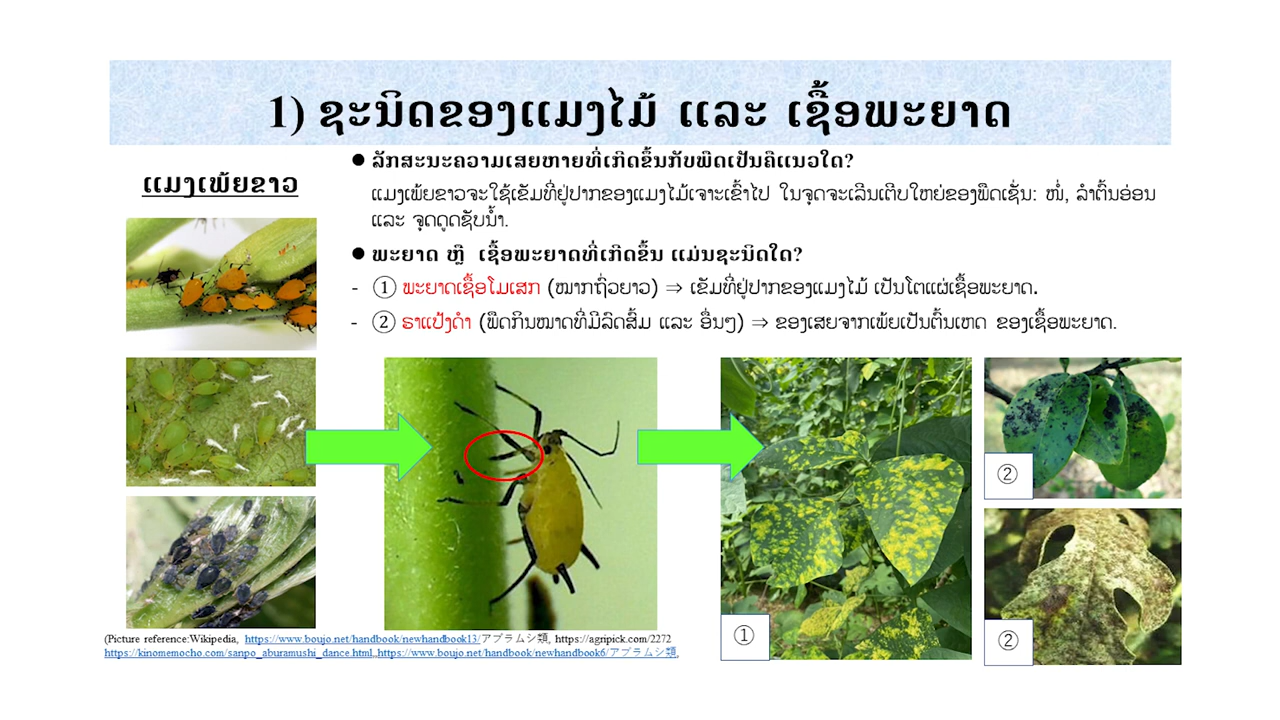 1) ຊະນິດຂອງແມງໄມ້ ແລະ ເຊື້ອພະຍາດ
ແມງເພ້ຍຂາວ
● ລັກສະນະຄວາມເສຍຫາຍທີ່ເກີດຂຶ້ນກັບພືດເປັນຄືແນວໃດ?
ແມງເພ້ຍຂາວຈະໃຊ້ເຂັມທີ່ຢູ່ປາກຂອງແມງໄມ້ເຈາະເຂົ້າໄປ ໃນຈຸດຈະເລີນເຕີບໃຫຍ່ຂອງພືດເຊັ່ນ: ໜໍ່, ລຳຕົ້ນອ່ອນ
ແລະ ຈຸດດູດຊັບນ້ຳ.
● ພະຍາດ ຫຼື ເຊື້ອພະຍາດທີ່ເກີດຂຶ້ນ ແມ່ນຊະນິດໃດ?
- ① ພະຍາດເຊື້ອໂມເສກ (ໝາກຖົ່ວຍາວ) ⇒ ເຂັມທີ່ຢູ່ປາກຂອງແມງໄມ້ ເປັນໂຕແຜ່ເຊື້ອພະຍາດ.
- ② ຣາແປ້ງດຳ (ພືດກິນໝາດທີ່ມີລົດສົ້ມ ແລະ ອື່ນໆ) ⇒ ຂອງເສຍຈາກເພ້ຍເປັນຕົ້ນເຫດ ຂອງເຊື້ອພະຍາດ.
②
①
②
(Picture reference:Wikipedia, https://www.boujo.net/handbook/newhandbook13/アブラムシ類, https://agripick.com/2272
https://kinomemocho.com/sanpo_aburamushi_dance.html,,https://www.boujo.net/handbook/newhandbook6/アブラムシ類,